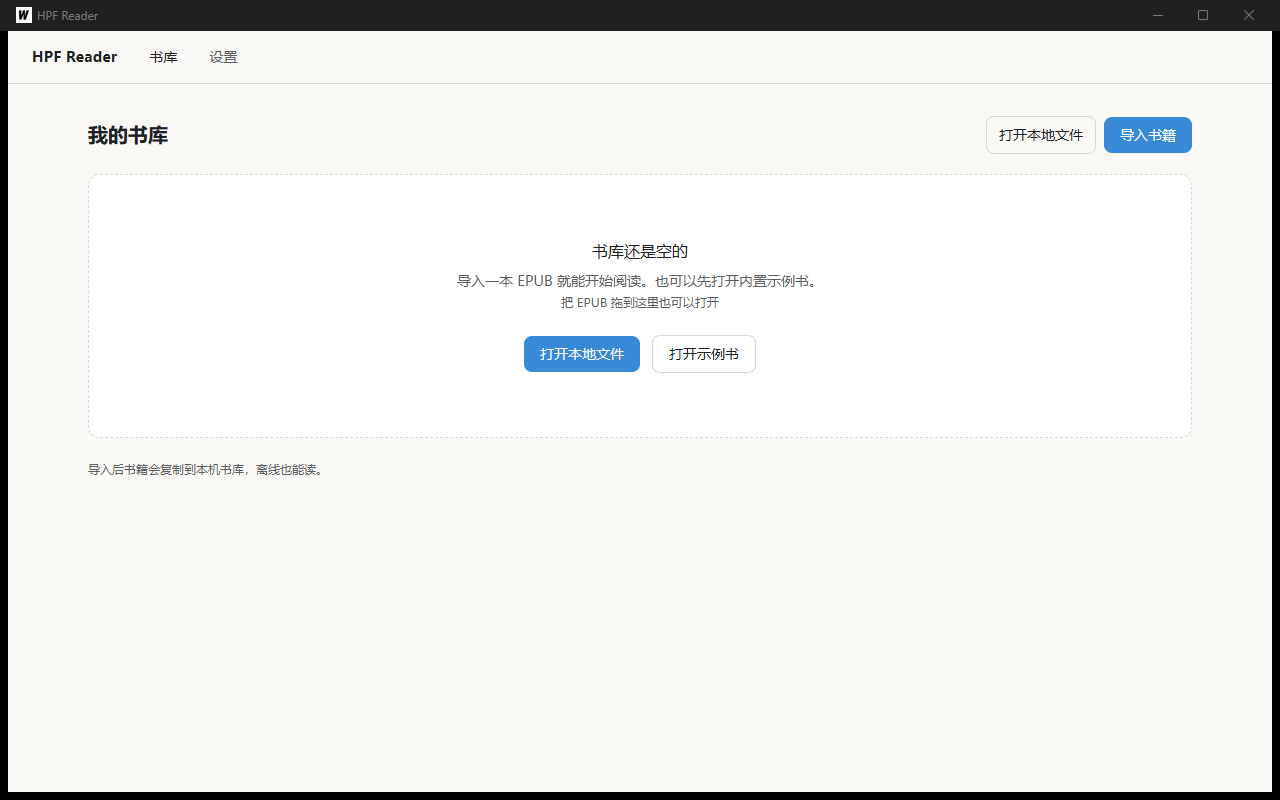 W HPF Reader
HPF Reader 书库 设置
我的书库 打开本地文件 导入书籍
书库还是空的
导入一本 EPUB 就能开始阅读。也可以先打开内置示例书。
把 EPUB 拖到这里也可以打开
打开本地文件 打开示例书
导入后书籍会复制到本机书库，离线也能读。